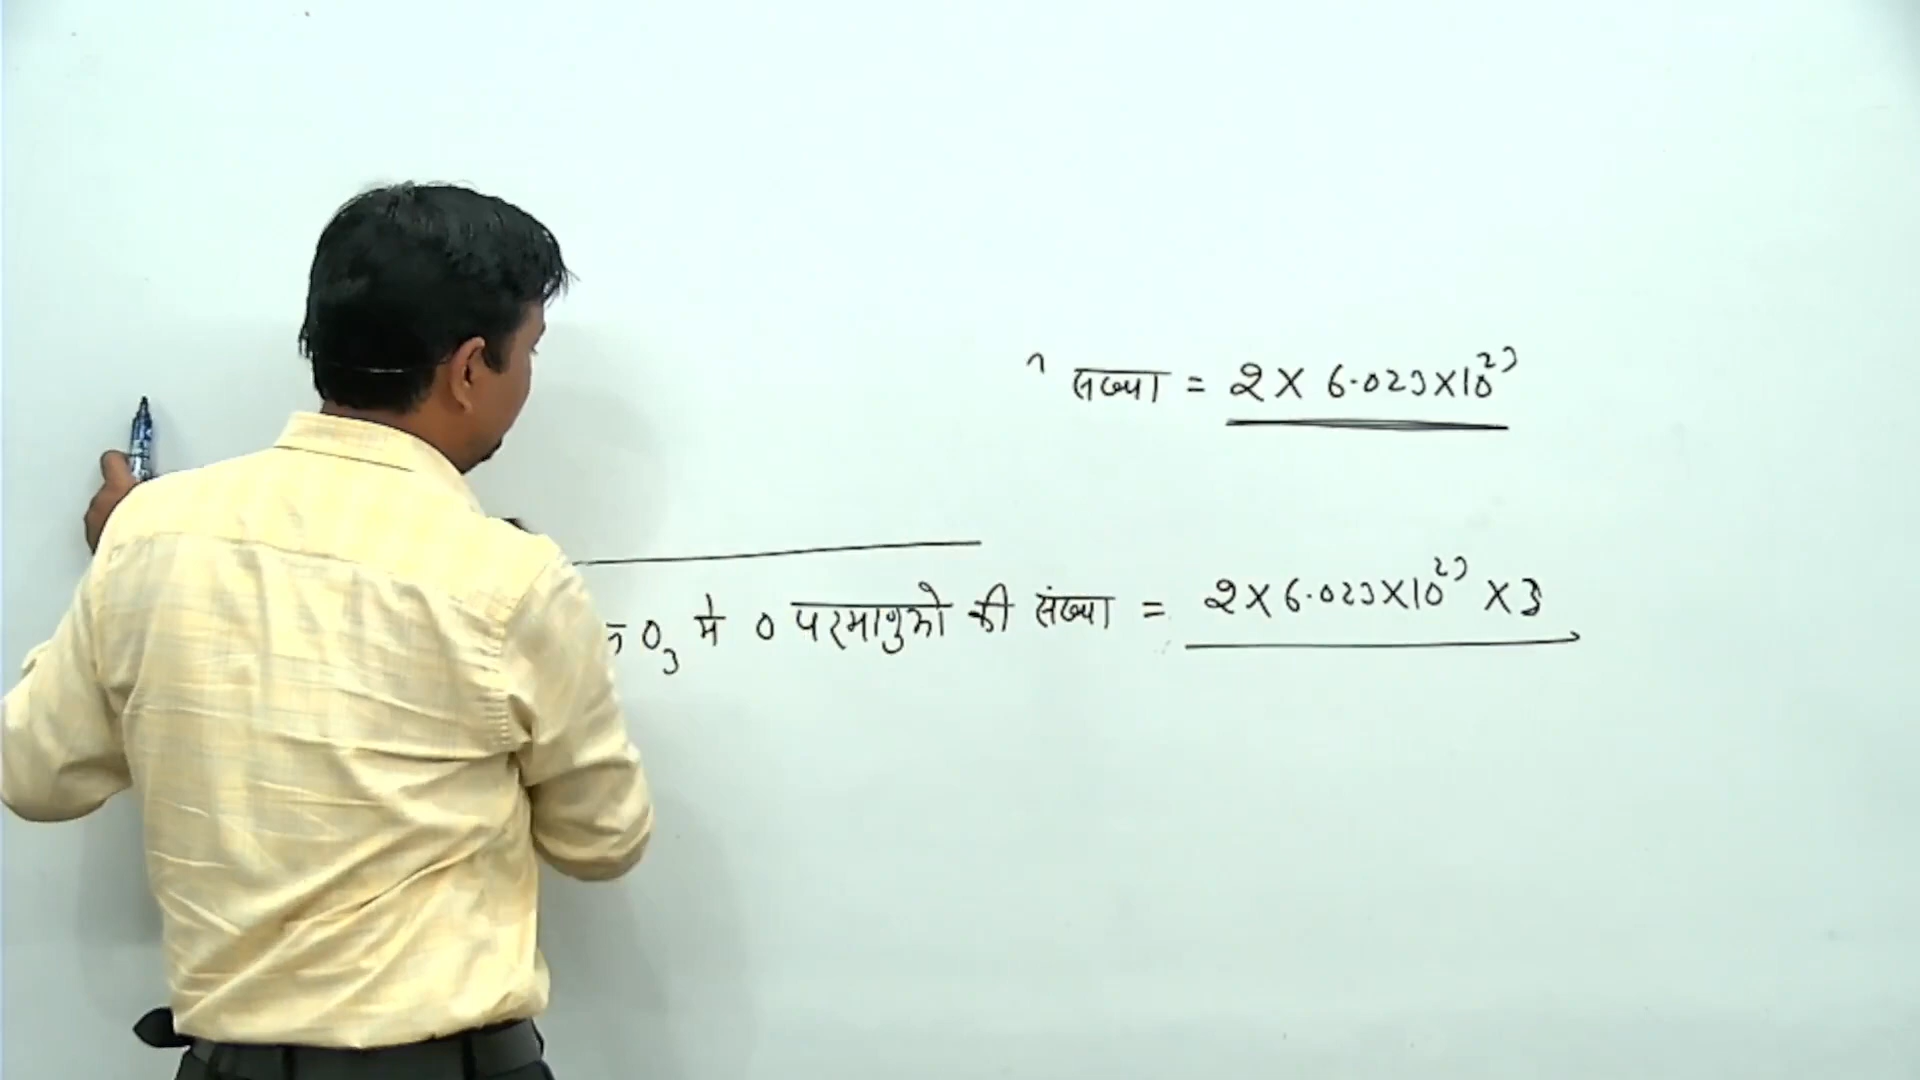 संख्या = 2 × 6.023×10²³
O₃ मे O परमाणुओ की संख्या = 2×6.023×10²³ × 3